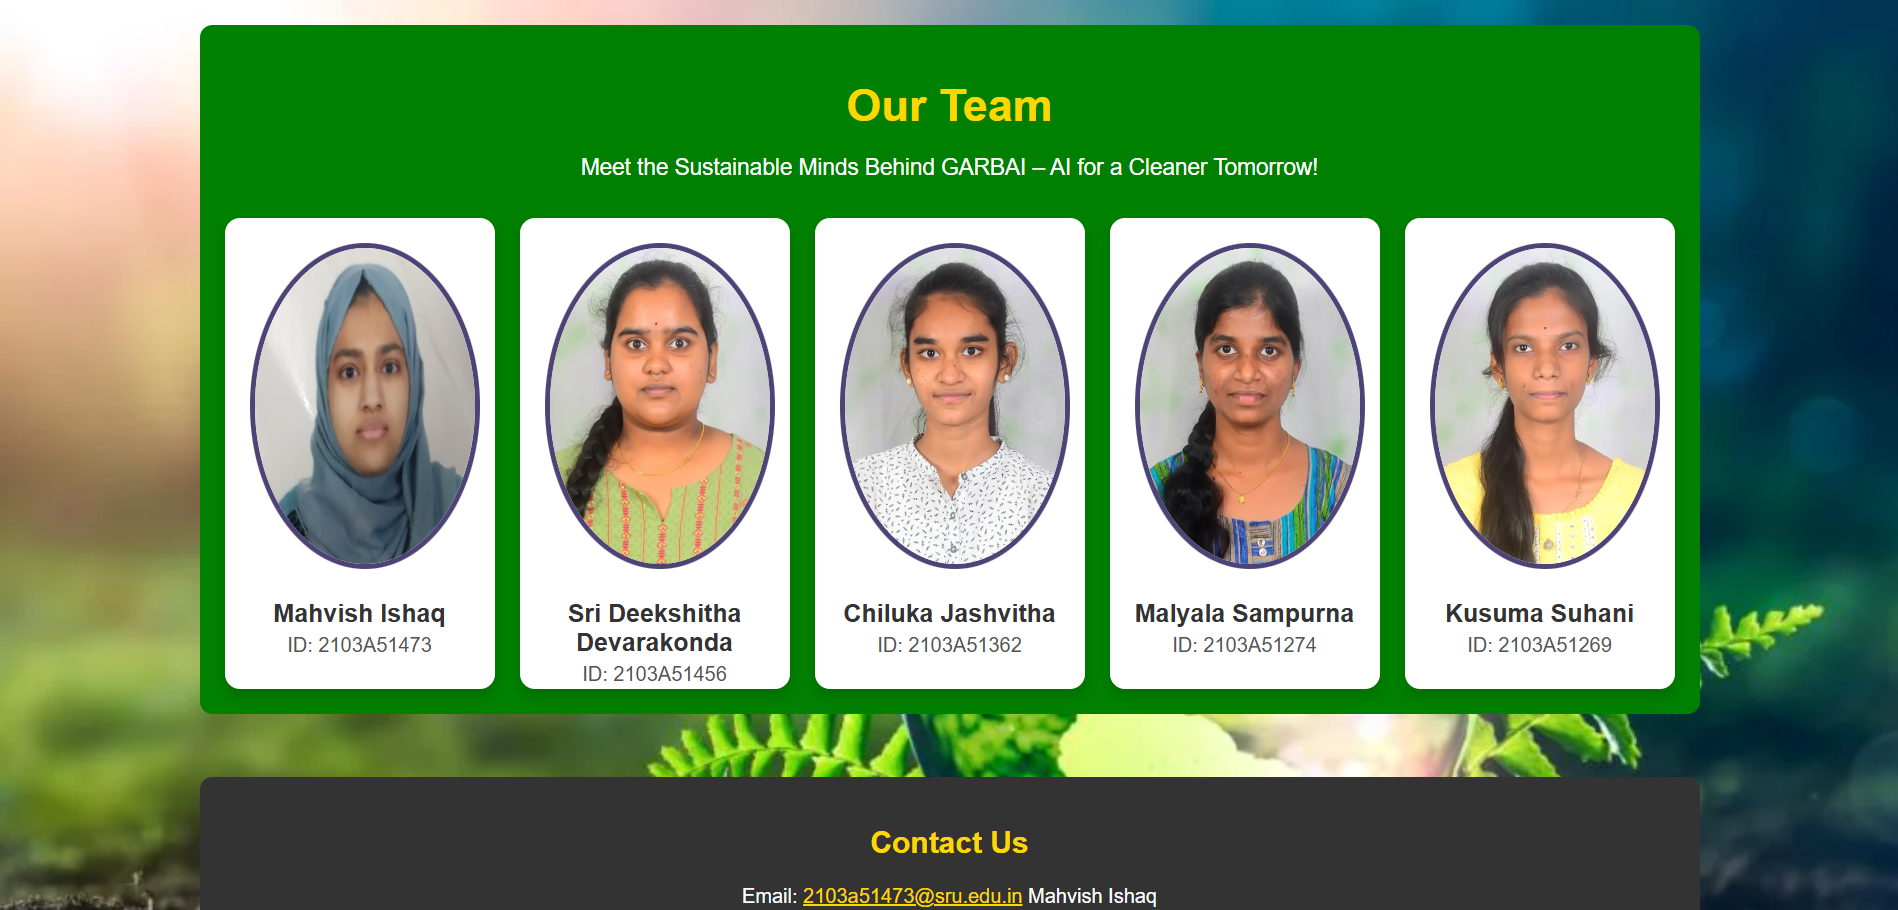 Our Team
Meet the Sustainable Minds Behind GARBAI – AI for a Cleaner Tomorrow!
Mahvish Ishaq
ID: 2103A51473
Sri Deekshitha
Devarakonda
ID: 2103A51456
Chiluka Jashvitha
ID: 2103A51362
Malyala Sampurna
ID: 2103A51274
Kusuma Suhani
ID: 2103A51269
Contact Us
Email: 2103a51473@sru.edu.in Mahvish Ishaq